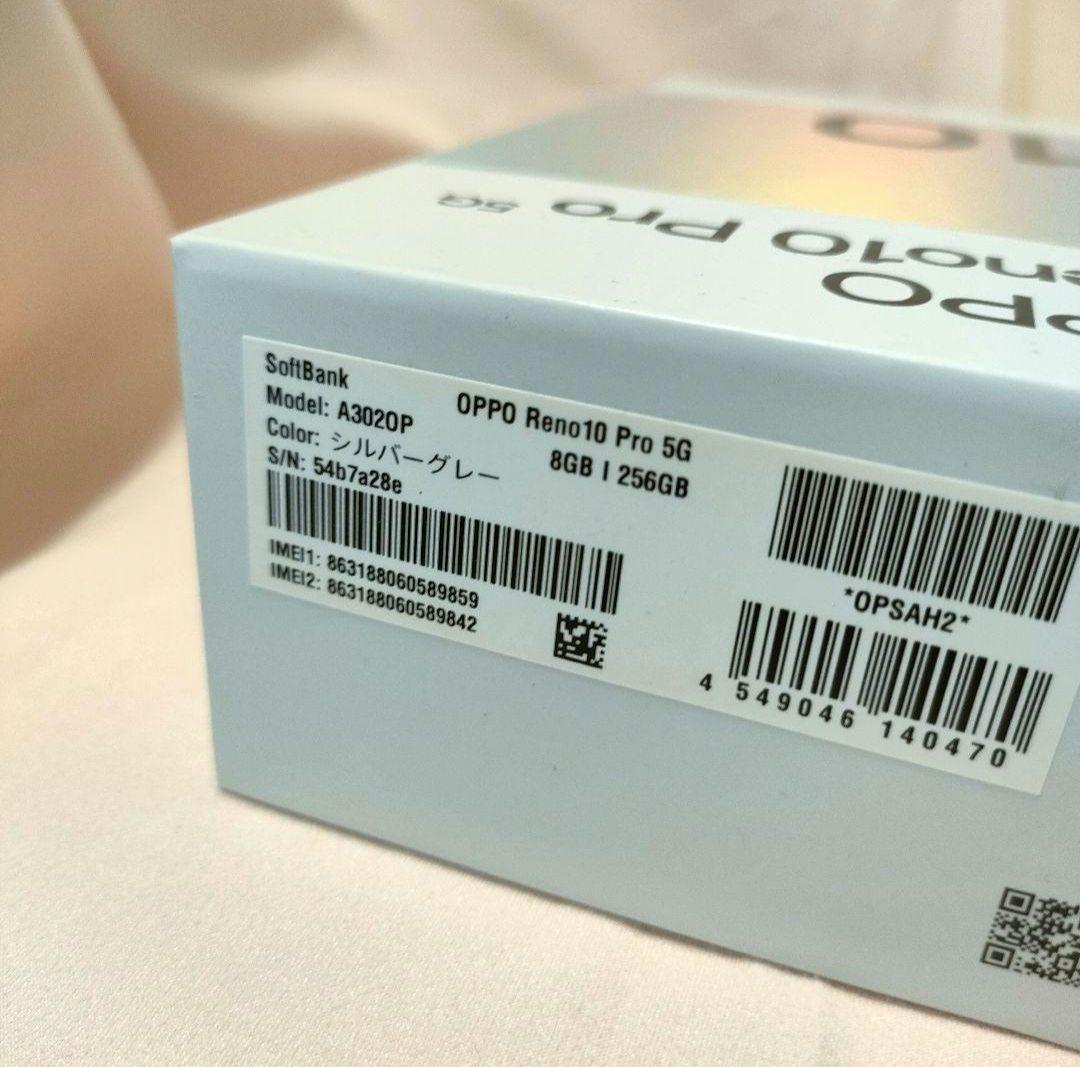 10
OPPO
Reno10 Pro 5G
SoftBank
Model: A302OP
OPPO Reno10 Pro 5G
Color: シルバーグレー
8GB | 256GB
S/N: 54b7a28e
IMEI1: 863188060589859
IMEI2: 863188060589842
*OPSAH2*
4 549046 140470